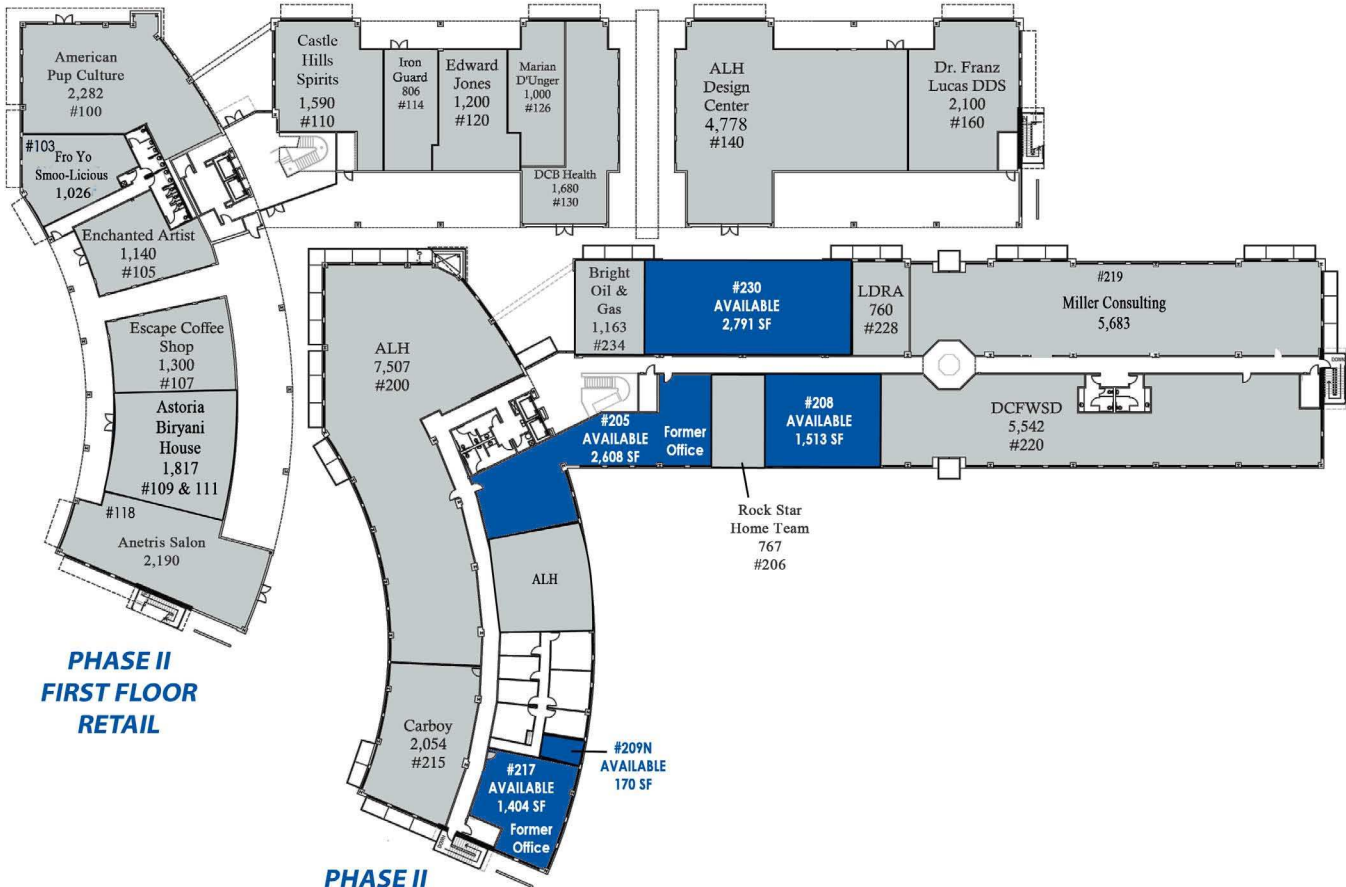 American
Pup Culture
2,282
#100
#103
Fro Yo
Smoo-Licious
1,026
Enchanted Artist
1,140
#105
Escape Coffee
Shop
1,300
#107
Astoria
Biryani
House
1,817
#109 & 111
#118
Anetris Salon
2,190
PHASE II
FIRST FLOOR
RETAIL
Castle
Hills
Spirits
1,590
#110
Iron
Guard
806
#114
Edward
Jones
1,200
#120
Marian
D'Unger
1,000
#126
DCB Health
1,680
#130
ALH
Design
Center
4,778
#140
Dr. Franz
Lucas DDS
2,100
#160
ALH
7,507
#200
Bright
Oil &
Gas
1,163
#234
#230
AVAILABLE
2,791 SF
LDRA
760
#228
#219
Miller Consulting
5,683
DOWN
#205
AVAILABLE
2,608 SF
Former
Office
#208
AVAILABLE
1,513 SF
DCFWSD
5,542
#220
Rock Star
Home Team
767
#206
ALH
Carboy
2,054
#215
#209N
AVAILABLE
170 SF
#217
AVAILABLE
1,404 SF
Former
Office
DOWN
PHASE II